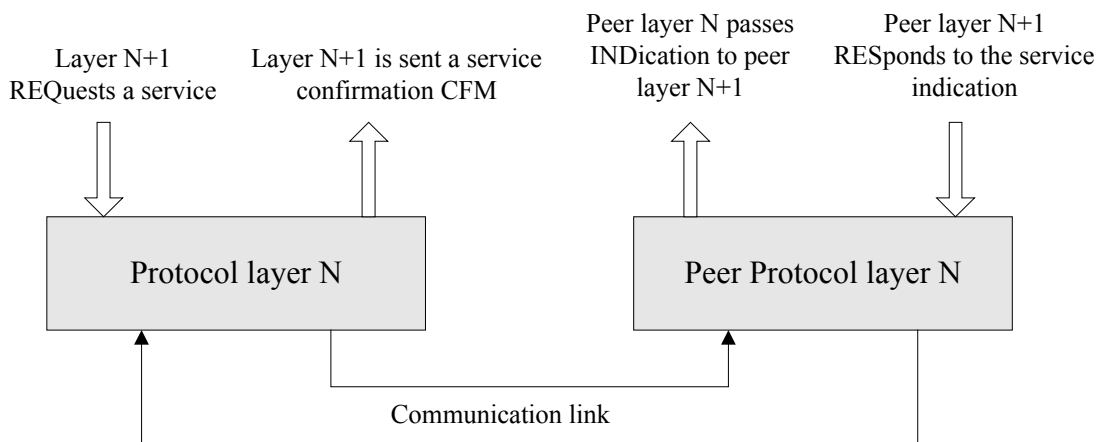 Layer N+1
REQuests a service
Layer N+1 is sent a service
confirmation CFM
Peer layer N passes
INDication to peer
layer N+1
Peer layer N+1
RESponds to the service
indication
Protocol layer N
Peer Protocol layer N
Communication link